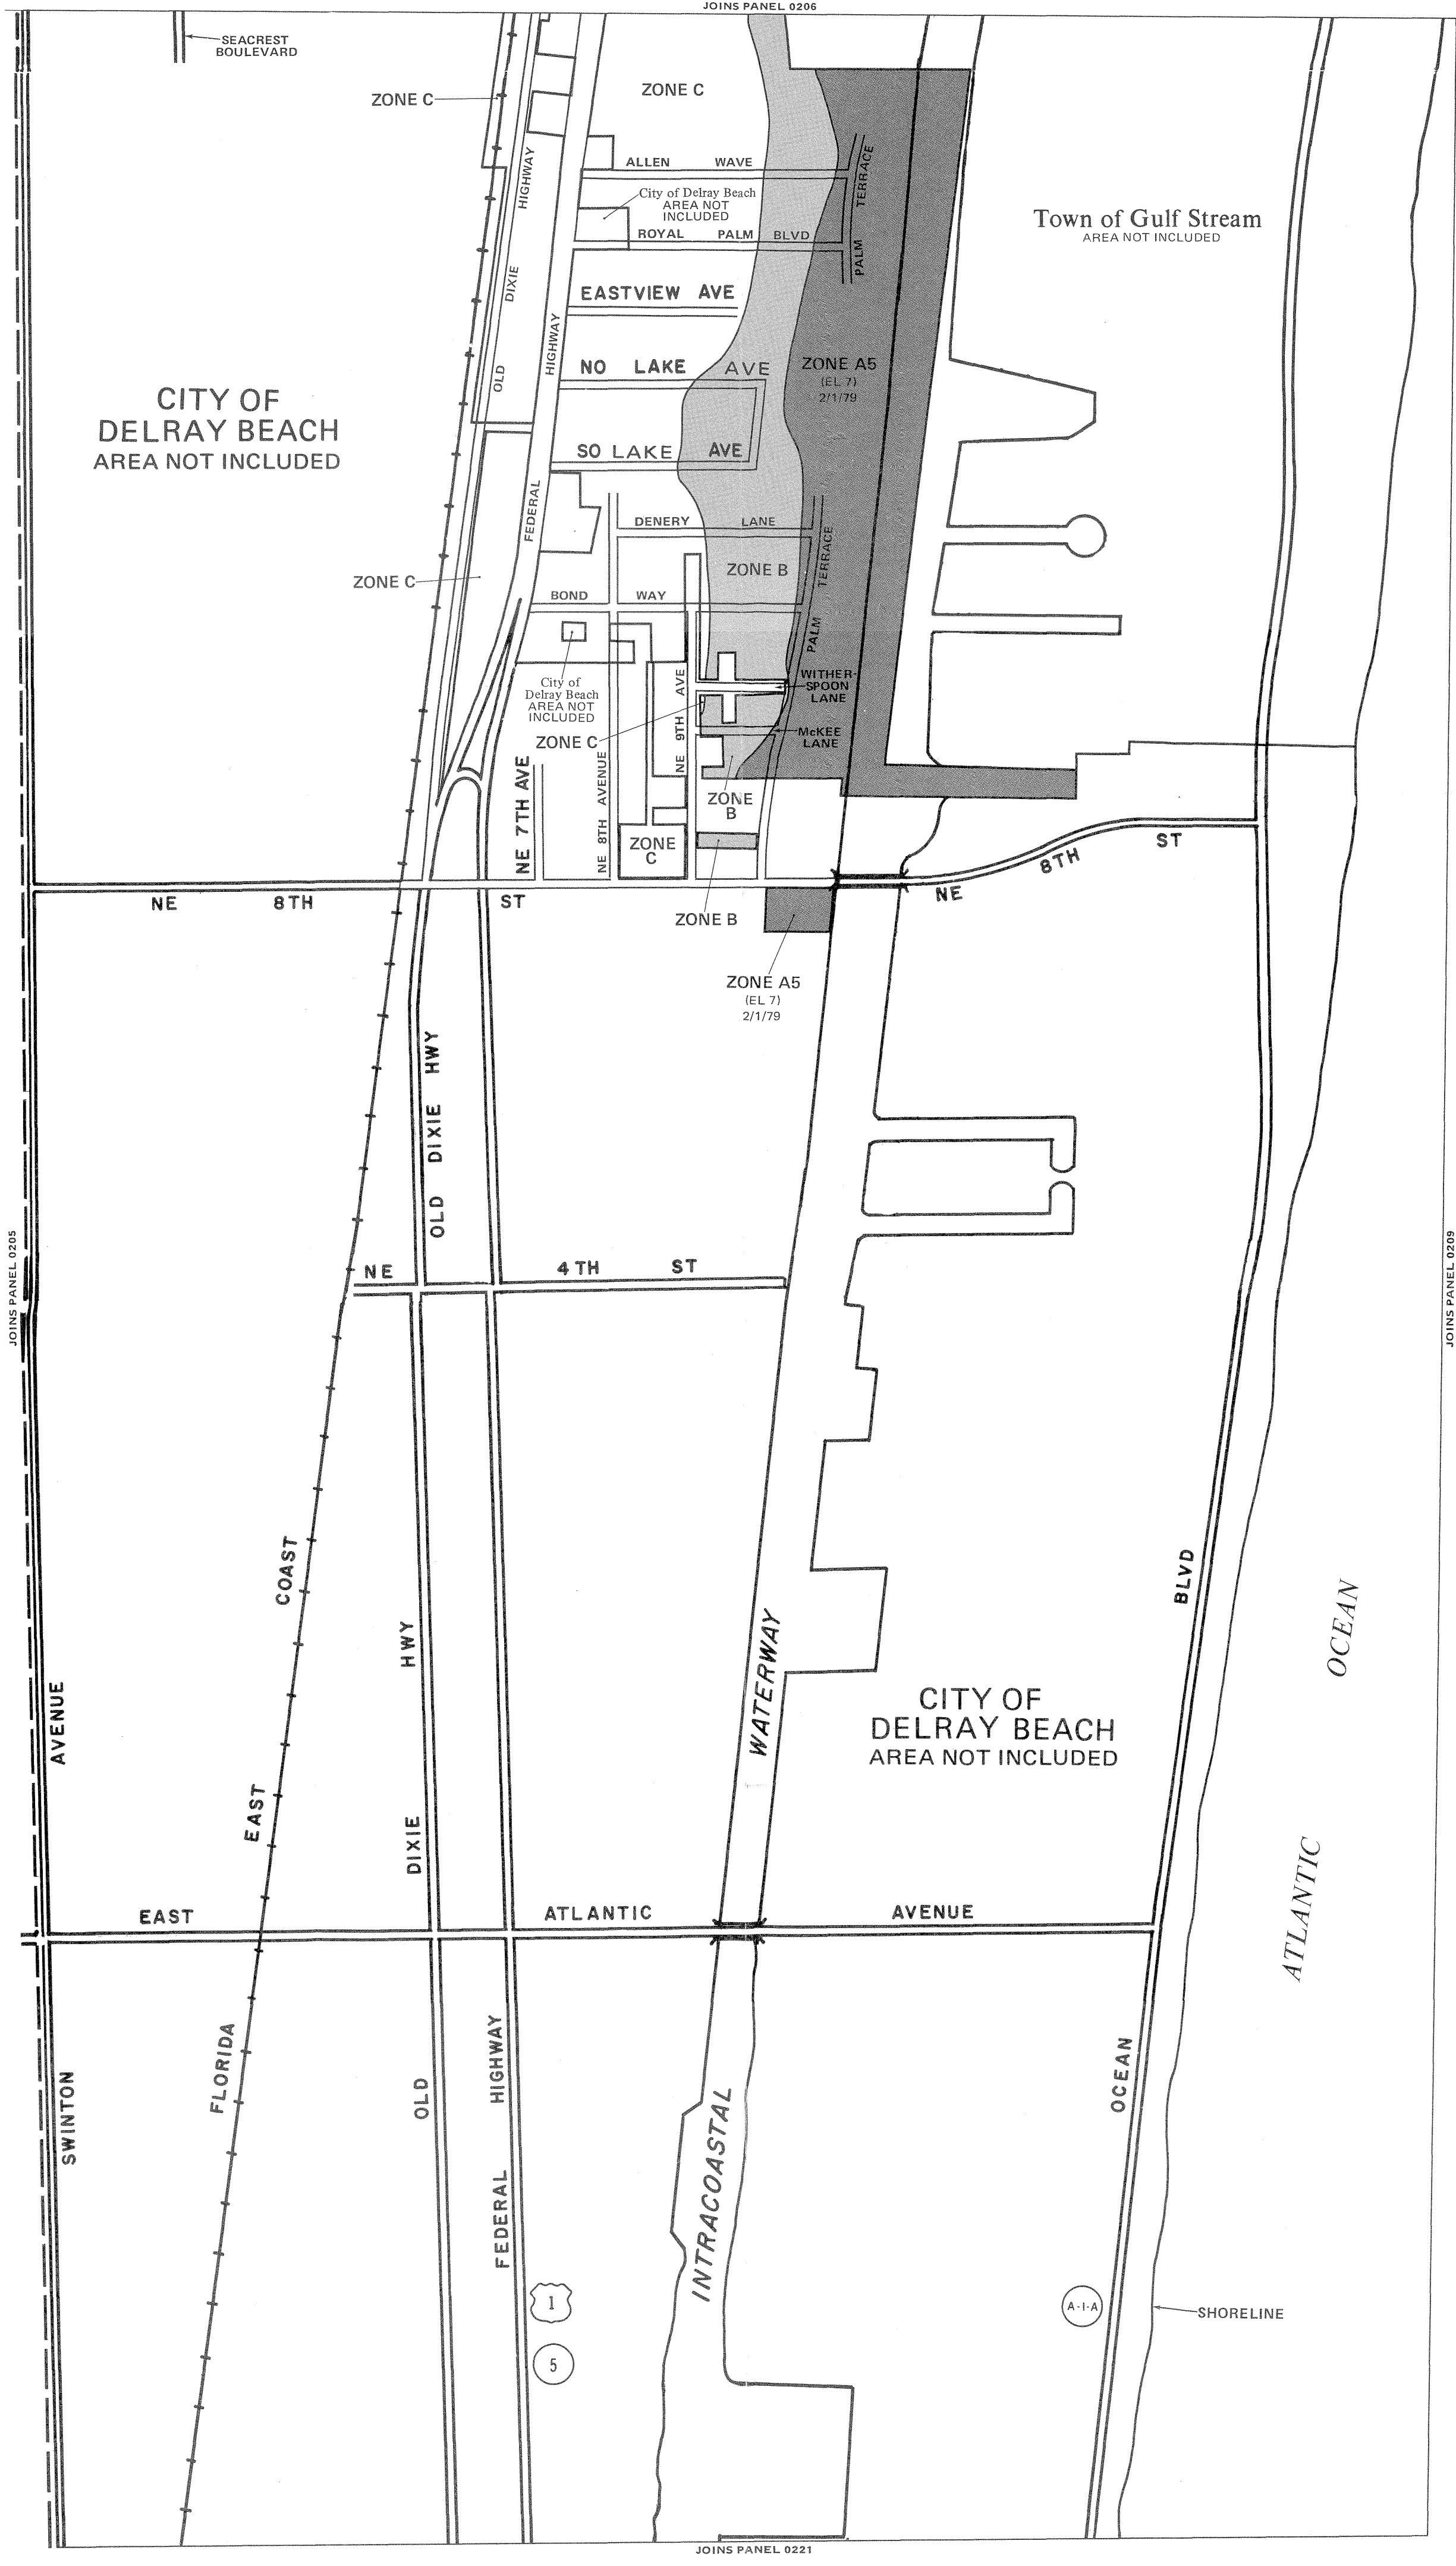 JOINS PANEL 0206
SEACREST
BOULEVARD
ZONE C
ZONE C
ALLEN WAVE
City of Delray Beach
AREA NOT
INCLUDED
ROYAL PALM BLVD
PALM TERRACE
Town of Gulf Stream
AREA NOT INCLUDED
EASTVIEW AVE
OLD DIXIE HIGHWAY
FEDERAL HIGHWAY
NO LAKE AVE
ZONE A5
(EL 7)
2/1/79
CITY OF
DELRAY BEACH
AREA NOT INCLUDED
SO LAKE AVE
DENERY LANE
ZONE B
PALM TERRACE
ZONE C
BOND WAY
City of
Delray Beach
AREA NOT
INCLUDED
WITHER-
SPOON
LANE
McKEE
LANE
ZONE C
NE 9TH AVE
NE 8TH AVENUE
NE 7TH AVE
ZONE
B
ZONE
C
NE 8TH ST
NE 8TH ST
ZONE B
ZONE A5
(EL 7)
2/1/79
OLD DIXIE HWY
NE 4TH ST
JOINS PANEL 0205
JOINS PANEL 0209
FLORIDA EAST COAST
OLD DIXIE HWY
WATERWAY
BLVD
ATLANTIC OCEAN
CITY OF
DELRAY BEACH
AREA NOT INCLUDED
SWINTON AVENUE
EAST ATLANTIC AVENUE
FEDERAL HIGHWAY
INTRACOASTAL
OCEAN
1
5
A-1-A
SHORELINE
JOINS PANEL 0221